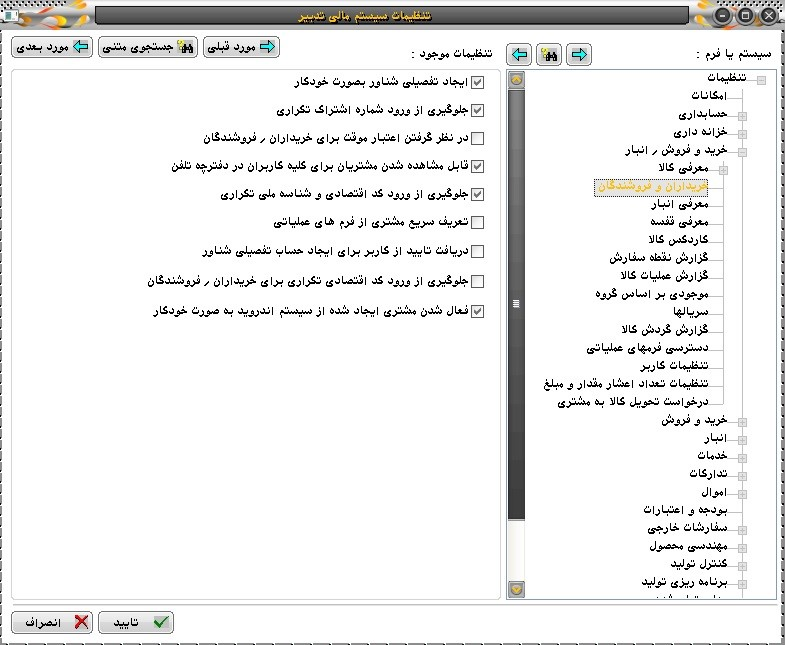 تنظیمات سیستم مالی تدبیر
سیستم یا فرم :
تنظیمات
امکانات
حسابداری
خزانه داری
خرید و فروش / انبار
معرفی کالا
خریداران و فروشندگان
معرفی انبار
معرفی قفسه
کاردکس کالا
گزارش نقطه سفارش
گزارش عملیات کالا
موجودی بر اساس گروه
سریالها
گزارش گردش کالا
دسترسی فرمهای عملیاتی
تنظیمات کاربر
تنظیمات تعداد اعشار مقدار و مبلغ
درخواست تحویل کالا به مشتری
خرید و فروش
انبار
خدمات
تدارکات
اموال
بودجه و اعتبارات
سفارشات خارجی
مهندسی محصول
کنترل تولید
برنامه ریزی تولید
تنظیمات موجود :
مورد قبلی
جستجوی متنی
مورد بعدی
ایجاد تفصیلی شناور بصورت خودکار
جلوگیری از ورود شماره اشتراک تکراری
در نظر گرفتن اعتبار موقت برای خریداران / فروشندگان
قابل مشاهده شدن مشتریان برای کلیه کاربران در دفترچه تلفن
جلوگیری از ورود کد اقتصادی و شناسه ملی تکراری
تعریف سریع مشتری از فرم های عملیاتی
دریافت تایید از کاربر برای ایجاد حساب تفصیلی شناور
جلوگیری از ورود کد اقتصادی تکراری برای خریداران / فروشندگان
فعال شدن مشتری ایجاد شده از سیستم اندروید به صورت خودکار
تایید
انصراف